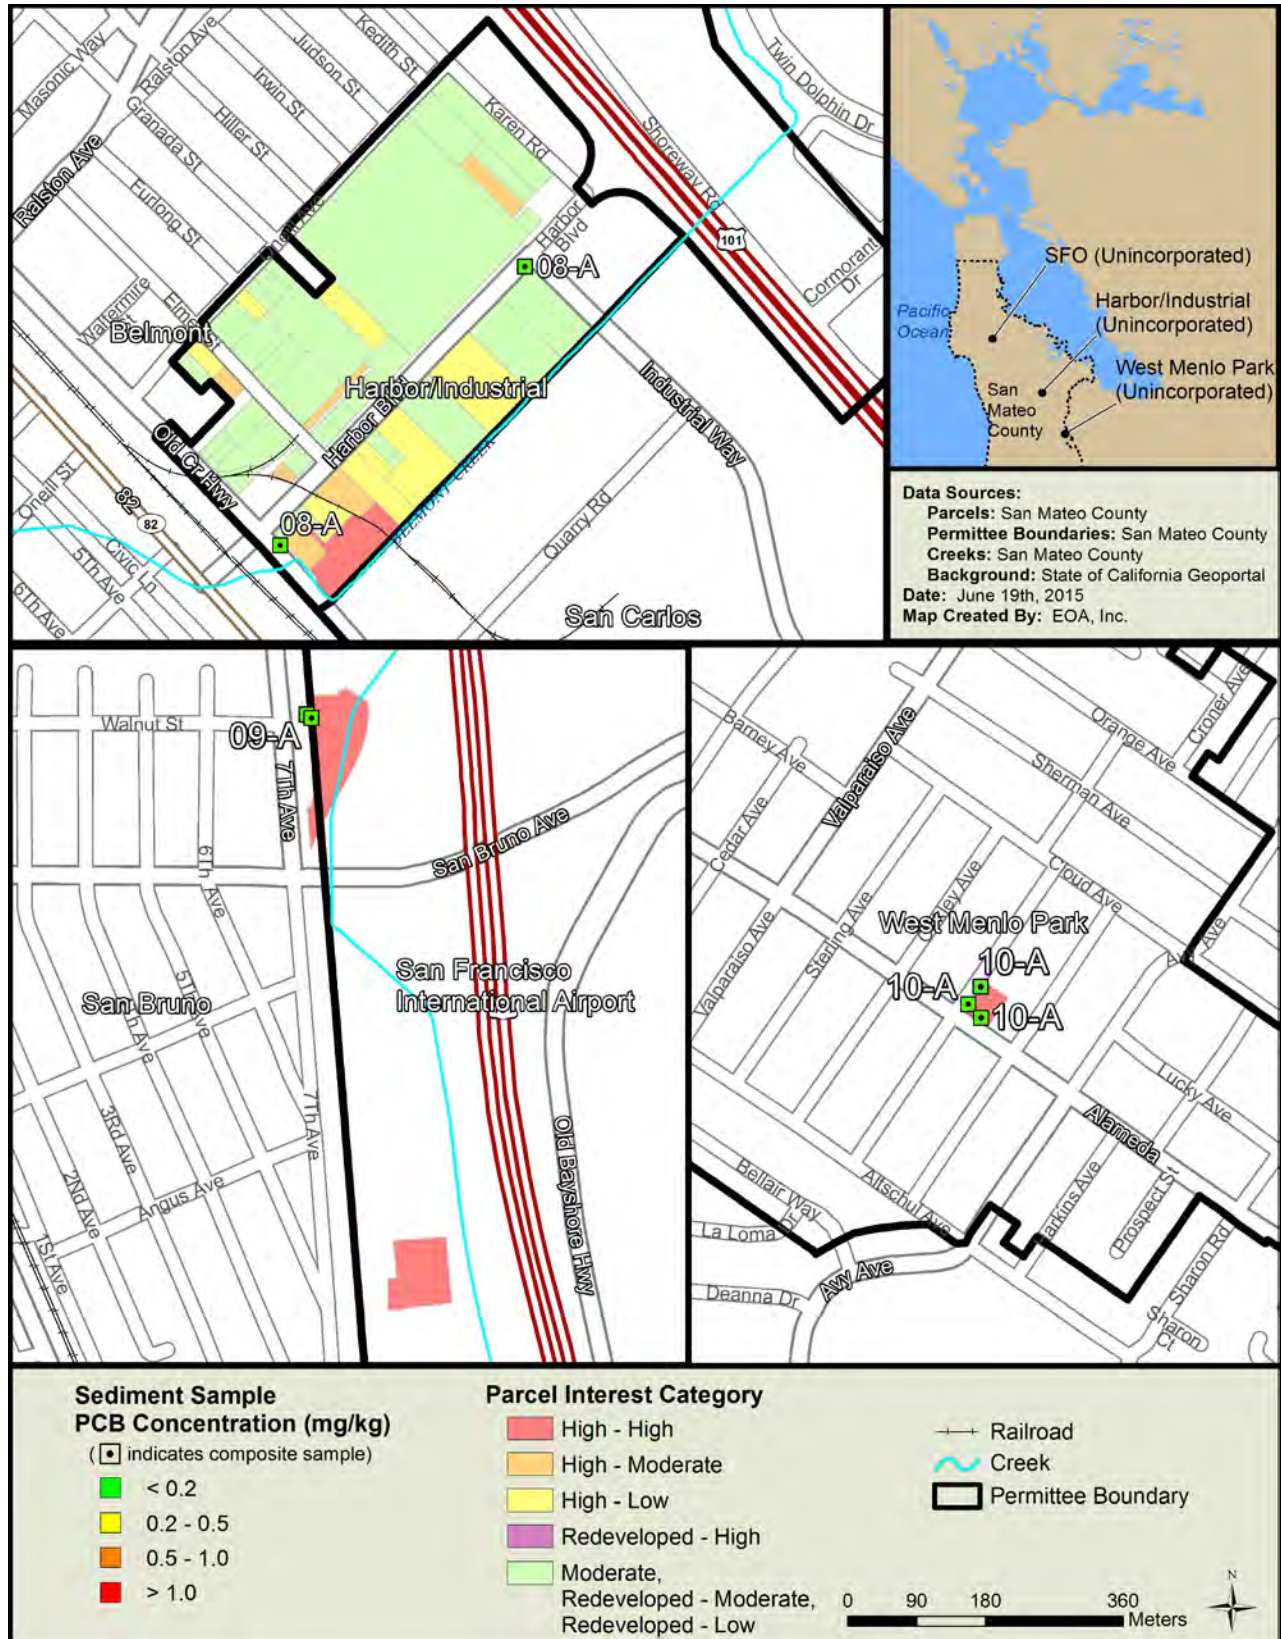 Masonic Way
Ralston Ave
Judson St
Kedith St
Irwin St
Hiller St
Granada St
Ralston Ave
Furlong St
Karen Rd
Shoreway Rd
Twin Dolphin Dr
101
Harbor Blvd
08-A
Cormorant Dr
Belmont
Elmer St
Harbor/Industrial
Harbor Blvd
Industrial Way
Old Cr Hwy
Oneill St
82
82
08-A
Civic Ln
5Th Ave
6Th Ave
Quarry Rd
San Carlos
SFO (Unincorporated)
Harbor/Industrial
(Unincorporated)
West Menlo Park
(Unincorporated)
Pacific
Ocean
San
Mateo
County
Data Sources:
Parcels: San Mateo County
Permittee Boundaries: San Mateo County
Creeks: San Mateo County
Background: State of California Geoportal
Date: June 19th, 2015
Map Created By: EOA, Inc.
Walnut St
09-A
7Th Ave
6Th Ave
San Bruno Ave
San Bruno
5Th Ave
San Francisco
International Airport
3Rd Ave
7Th Ave
2Nd Ave
Angus Ave
1St Ave
Old Bayshore Hwy
Barney Ave
Valparaiso Ave
Orange Ave
Croner Ave
Sherman Ave
Cedar Ave
Cloud Ave
Valparaiso Ave
Sterling Ave
West Menlo Park
10-A
10-A
10-A
Lucky Ave
Alameda
Bellair Way
Altschul Ave
La Loma Dr
Harkins Ave
Prospect St
Avy Ave
Sharon Rd
Deanna Dr
Sharon Ct
Sediment Sample
PCB Concentration (mg/kg)
( indicates composite sample)
< 0.2
0.2 - 0.5
0.5 - 1.0
> 1.0
Parcel Interest Category
High - High
High - Moderate
High - Low
Redeveloped - High
Moderate,
Redeveloped - Moderate,
Redeveloped - Low
Railroad
Creek
Permittee Boundary
0 90 180 360
Meters
N